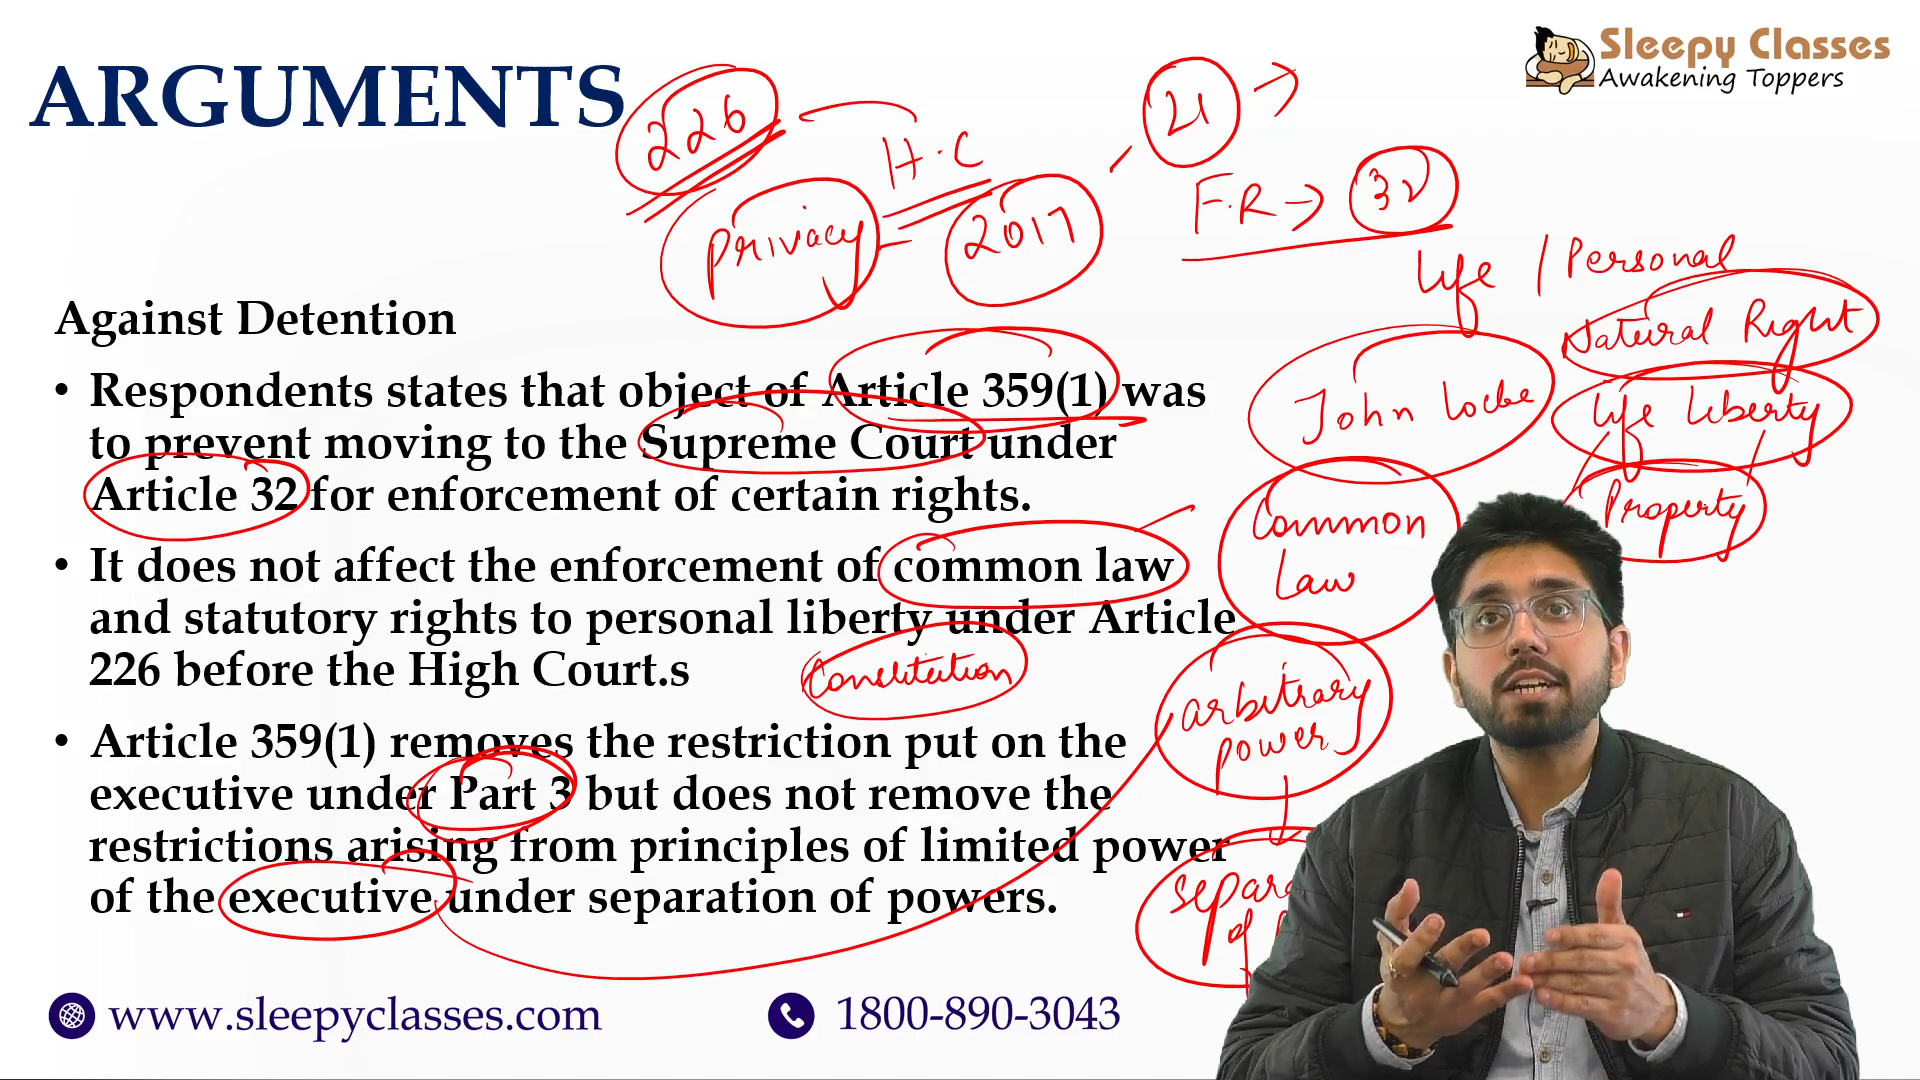 ARGUMENTS
Sleepy Classes
Awakening Toppers
226
H.C
21
F.R → 32
privacy
2017
Life / Personal
Natural Right
John Locke
life liberty
Property
Against Detention
• Respondents states that object of Article 359(1) was
to prevent moving to the Supreme Court under
Article 32 for enforcement of certain rights.
Common
Law
• It does not affect the enforcement of common law
and statutory rights to personal liberty under Article
226 before the High Court.s
Constitution
arbitrary
power
• Article 359(1) removes the restriction put on the
executive under Part 3 but does not remove the
restrictions arising from principles of limited power
of the executive under separation of powers.
of
www.sleepyclasses.com
1800-890-3043